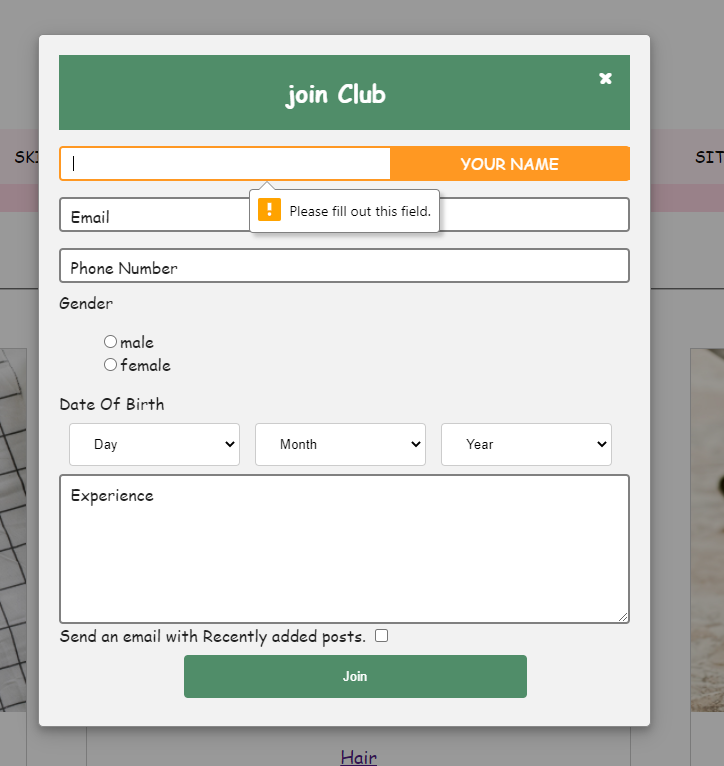 join Club
SKI
YOUR NAME
SIT
Please fill out this field.
Email
Phone Number
Gender
male
female
Date Of Birth
Day Month Year
Experience
Send an email with Recently added posts.
Join
Hair